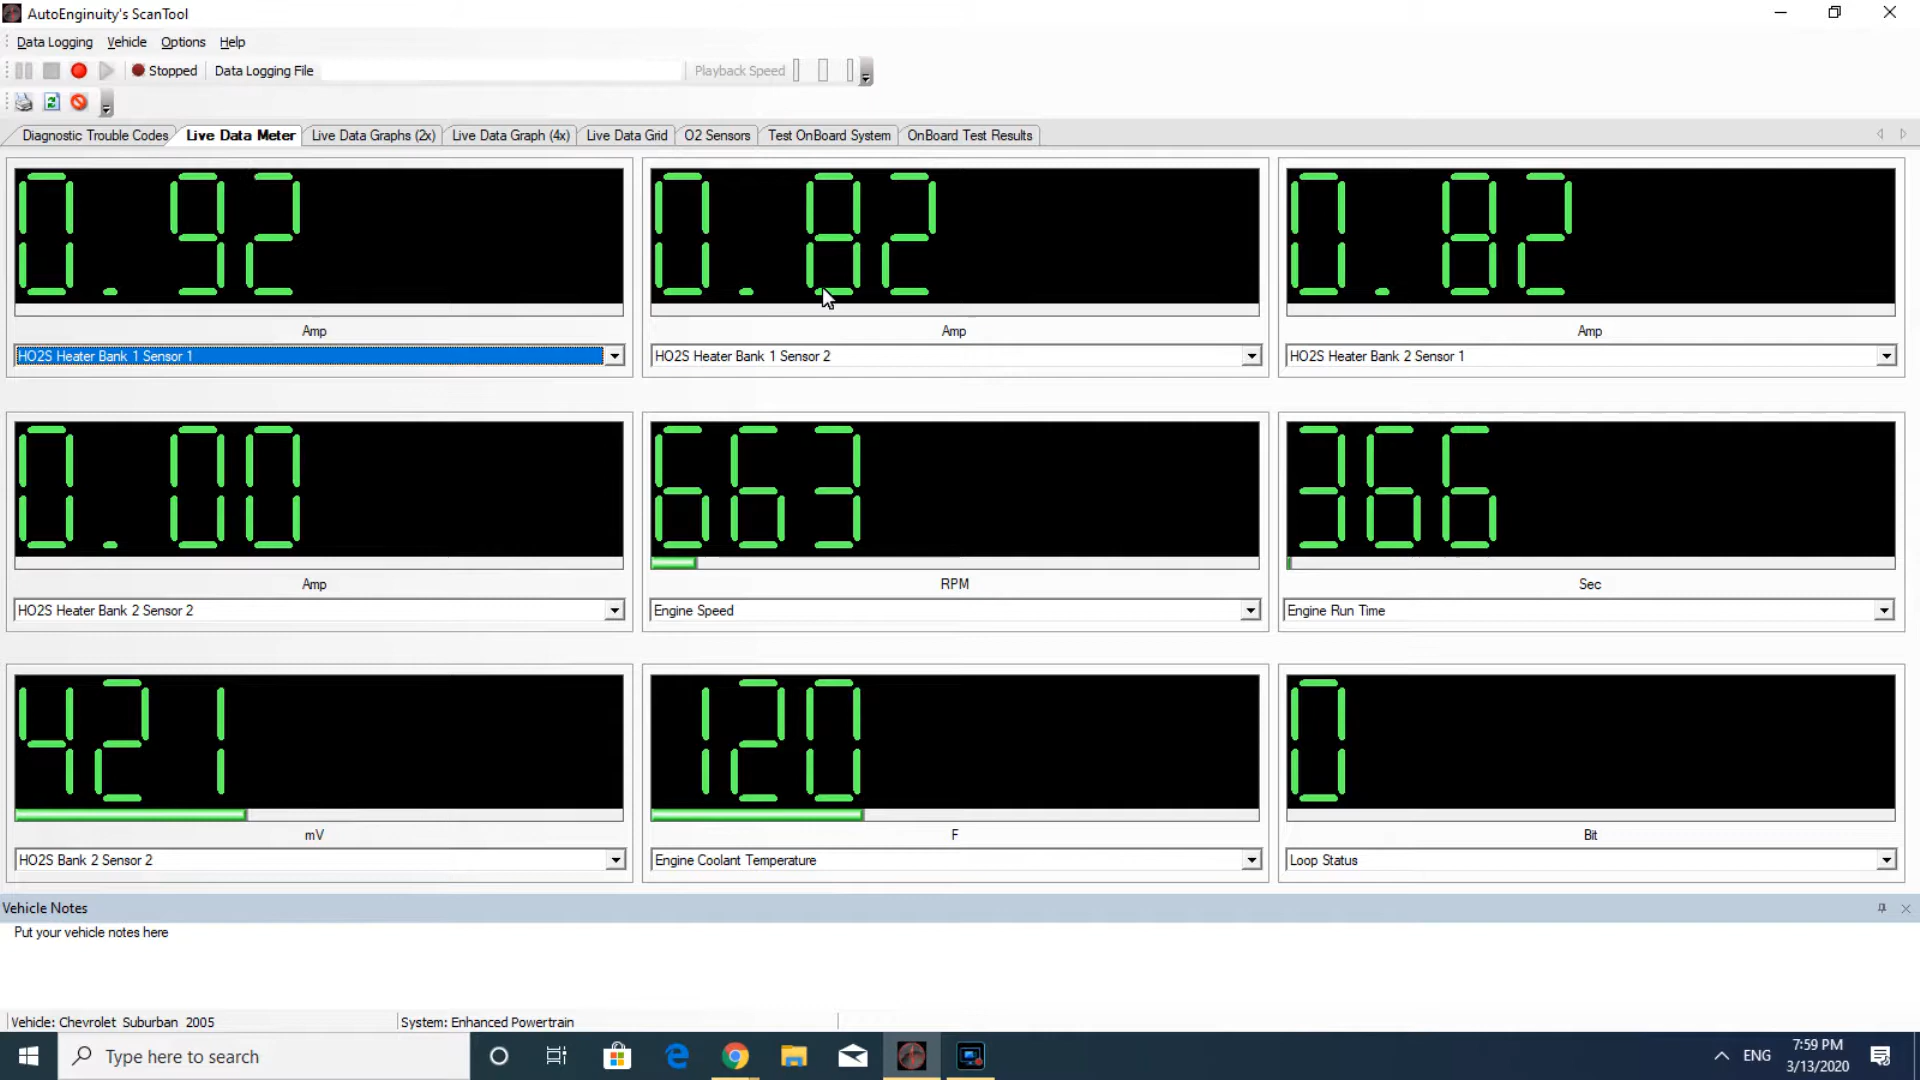 AutoEnginuity's ScanTool
Data Logging Vehicle Options Help
Stopped Data Logging File Playback Speed
Diagnostic Trouble Codes Live Data Meter Live Data Graphs (2x) Live Data Graph (4x) Live Data Grid O2 Sensors Test OnBoard System OnBoard Test Results
0.92 0.82 0.82
Amp Amp Amp
HO2S Heater Bank 1 Sensor 1 HO2S Heater Bank 1 Sensor 2 HO2S Heater Bank 2 Sensor 1
0.00 663 366
Amp RPM Sec
HO2S Heater Bank 2 Sensor 2 Engine Speed Engine Run Time
421 120 0
mV F Bit
HO2S Bank 2 Sensor 2 Engine Coolant Temperature Loop Status
Vehicle Notes
Put your vehicle notes here
Vehide: Chevrolet Suburban 2005 System: Enhanced Powertrain
Type here to search ENG 7:59 PM
3/13/2020